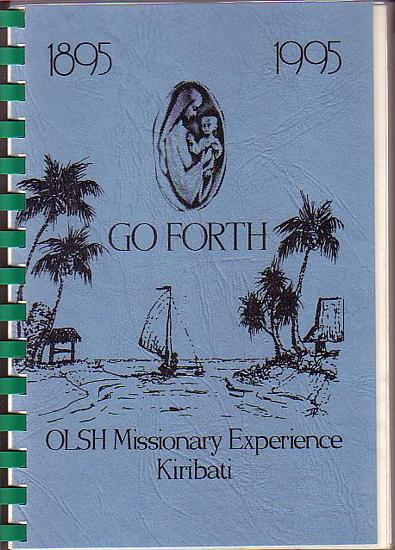 1895 1995
GO FORTH
OLSH Missionary Experience
Kiribati